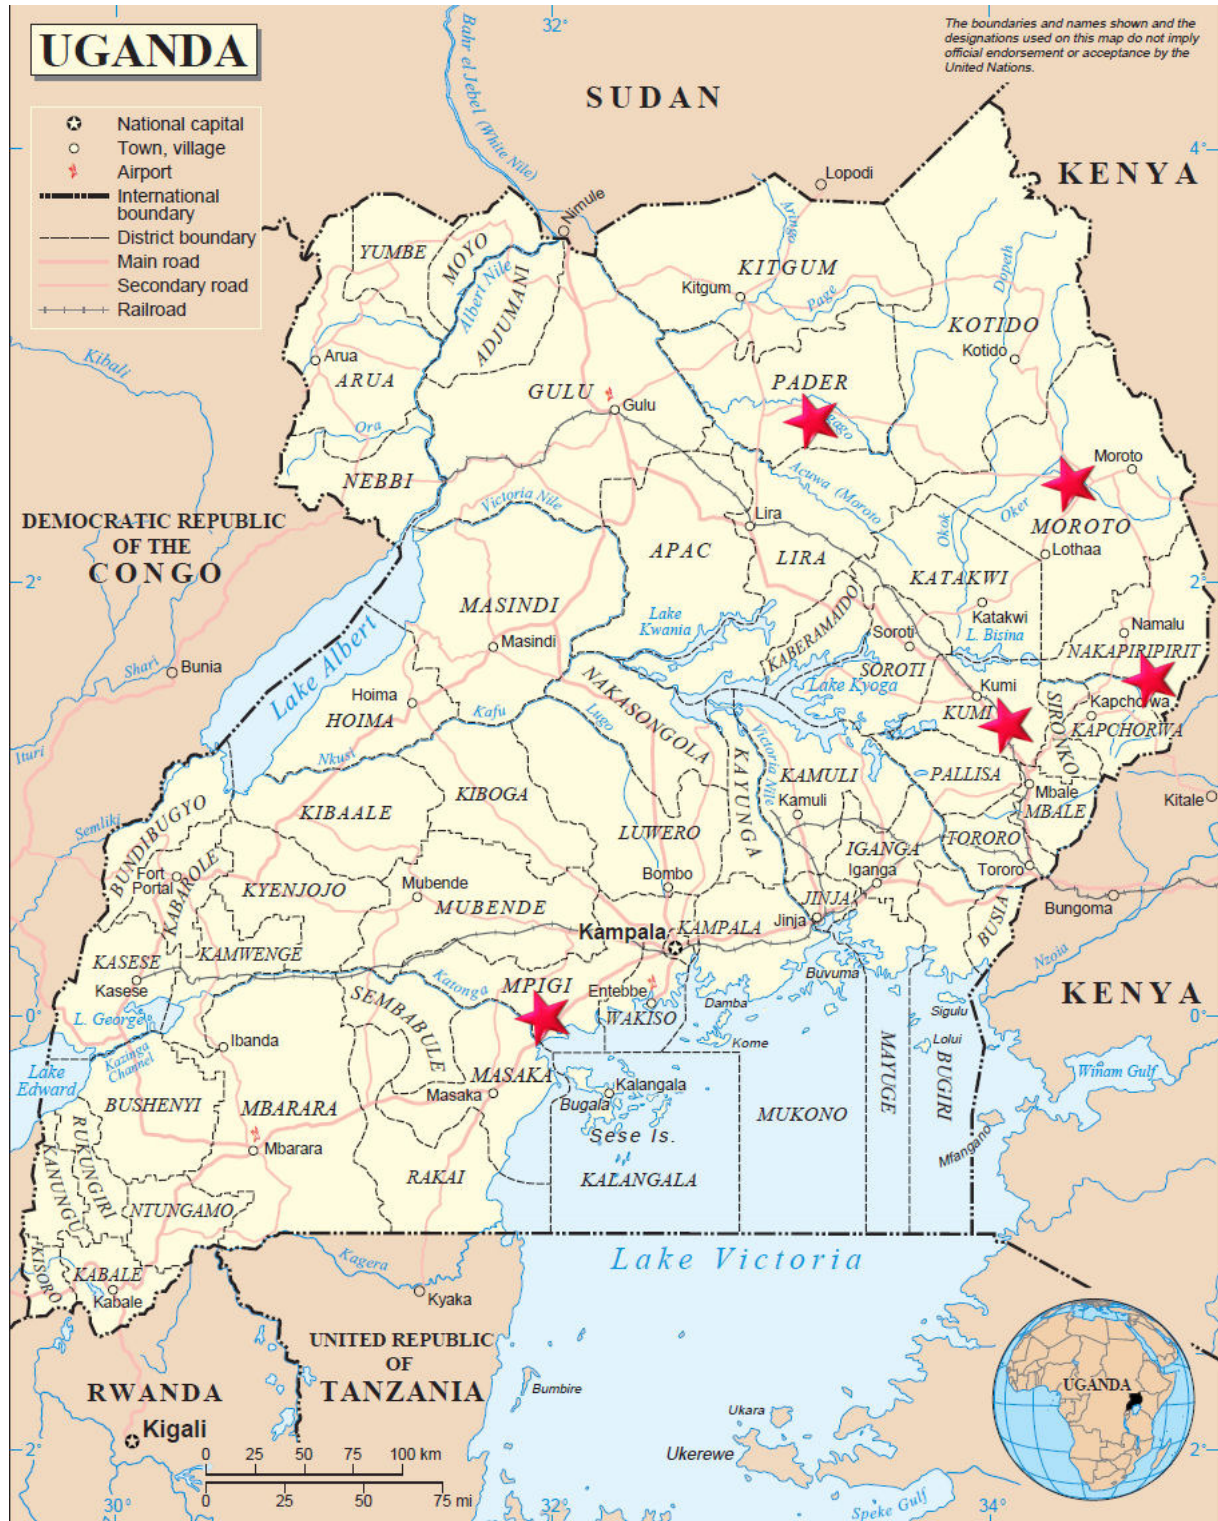 UGANDA
National capital
Town, village
Airport
International
boundary
District boundary
Main road
Secondary road
Railroad
The boundaries and names shown and the
designations used on this map do not imply
official endorsement or acceptance by the
United Nations.
32°
Bahr el Jebel (White Nile)
SUDAN
4°
KENYA
Lopodi
Nimule
Aringo
YUMBE
MOYO
Albert Nile
ADJUMANI
KITGUM
Kitgum
Page
Dopeth
KOTIDO
Kotido
Kibali
Arua
ARUA
GULU
Gulu
PADER
Ora
NEBBI
Moroto
Acuwa (Moroto
Victoria Nile
Okok
Oker
MOROTO
Lothaa
DEMOCRATIC REPUBLIC
OF THE
CONGO
2°
2°
Lira
APAC
LIRA
KATAKWI
Katakwi
MASINDI
Masindi
Lake
Kwania
KABERAMAIDO
Soroti
SOROTI
L. Bisina
Namalu
NAKAPIRIPIRIT
Lake Albert
Shari
Bunia
Hoima
HOIMA
Kafu
Lugo
NAKASONGOLA
Lake Kyoga
Kumi
KUMI
SIRONKO
Kapchorwa
KAPCHORWA
Ituri
Nkusi
Victoria Nile
KAYUNGA
KAMULI
Kamuli
PALLISA
Mbale
MBALE
Kitale
Semliki
BUNDIBUGYO
KIBAALE
KIBOGA
LUWERO
IGANGA
Iganga
TORORO
Tororo
Fort
Portal
KABAROLE
KYENJOJO
Mubende
MUBENDE
Bombo
JINJA
Jinja
BUSIA
Bungoma
Kampala
KAMPALA
KASESE
Kasese
KAMWENGE
Katonga
MPIGI
Entebbe
WAKISO
Damba
Buvuma
Nzoia
KENYA
0°
0°
L. George
SEMBABULE
Kome
Sigulu
Lolui
Ibanda
Kazinga
Channel
Lake
Edward
MASAKA
Masaka
Kalangala
Bugala
MUKONO
MAYUGE
BUGIRI
Winam Gulf
BUSHENYI
MBARARA
Mbarara
Sese Is.
KALANGALA
Mfangano
RUKUNGIRI
KANUNGU
RAKAI
NTUNGAMO
KISORO
KABALE
Kabale
Kagera
Kyaka
Lake Victoria
UNITED REPUBLIC
OF
TANZANIA
RWANDA
Kigali
Bumbire
Ukara
Ukerewe
Speke Gulf
UGANDA
0 25 50 75 100 km
0 25 50 75 mi
2°
2°
30°
32°
34°